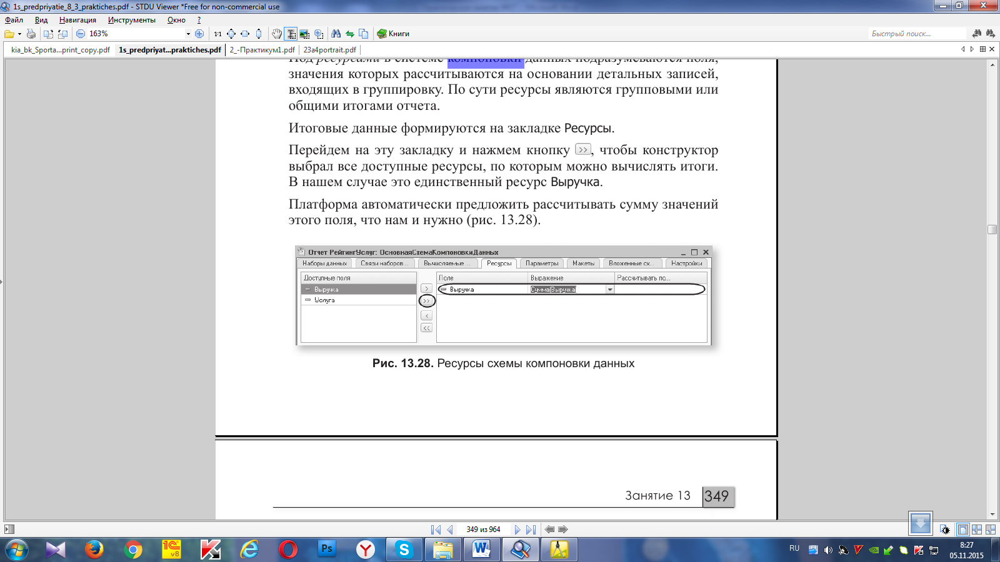 1s_predpriyatie_8_3_praktiches.pdf - STDU Viewer *Free for non-commercial use
Файл Вид Навигация Инструменты Окно ?
163% 1:1 Книги Быстрый поиск...
kia_bk_Sporta...print_copy.pdf 1s_predpriyat...praktiches.pdf 2_-Практикум1.pdf 23a4portrait.pdf
Под ресурсами в системе компоновки данных подразумеваются поля,
значения которых рассчитываются на основании детальных записей,
входящих в группировку. По сути ресурсы являются групповыми или
общими итогами отчета.
Итоговые данные формируются на закладке Ресурсы.
Перейдем на эту закладку и нажмем кнопку >>, чтобы конструктор
выбрал все доступные ресурсы, по которым можно вычислять итоги.
В нашем случае это единственный ресурс Выручка.
Платформа автоматически предложить рассчитывать сумму значений
этого поля, что нам и нужно (рис. 13.28).
Отчет РейтингУслуг: ОсновнаяСхемаКомпоновкиДанных
Наборы данных Связи наборов ... Вычисляемые ... Ресурсы Параметры Макеты Вложенные сх... Настройки
Доступные поля Поле Выражение Рассчитывать по...
Выручка > Выручка Сумма(Выручка)
Услуга >>
<
<<
Рис. 13.28. Ресурсы схемы компоновки данных
Занятие 13 349
349 из 964
1C v8 Ps RU 8:27
05.11.2015